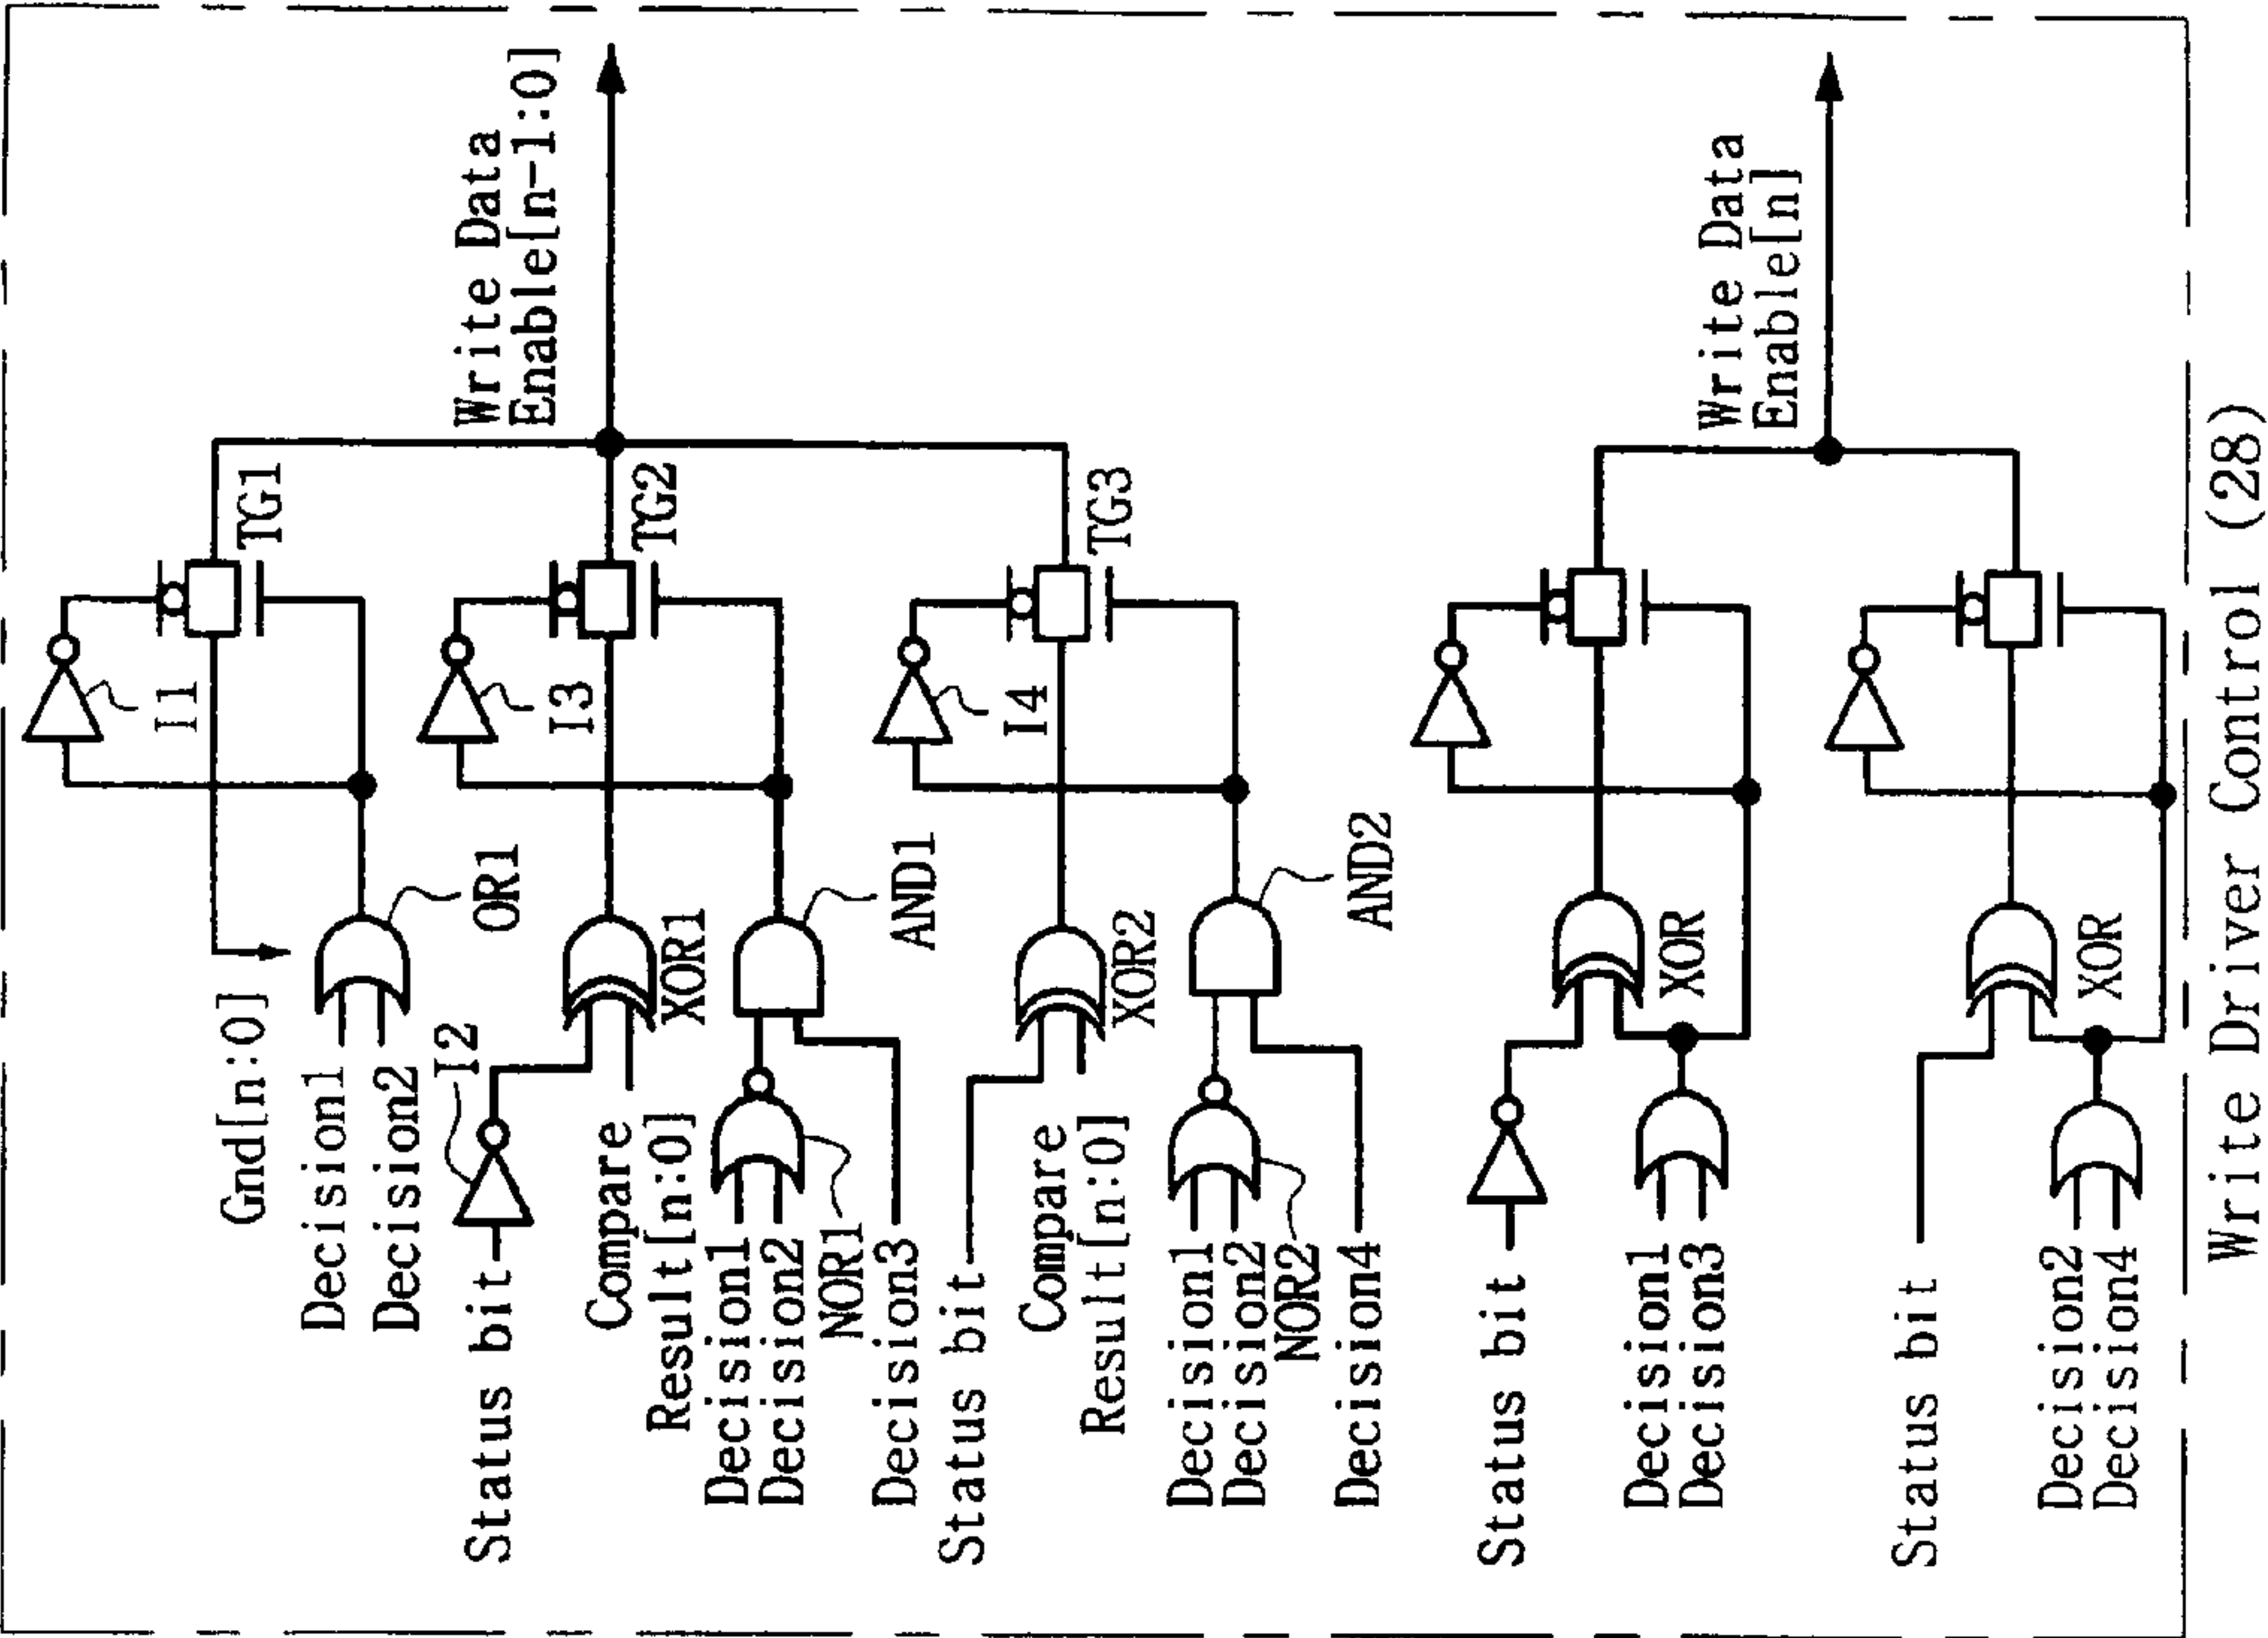 Gnd[n:0]
I1
TG1
Decision1
Decision2
OR1
Write Data
Enable[n-1:0]
I2
Status bit
I3
TG2
Compare
Result[n:0]
XOR1
Decision1
Decision2
NOR1
Decision3
AND1
Status bit
I4
TG3
Compare
Result[n:0]
XOR2
Decision1
Decision2
NOR2
Decision4
AND2
Status bit
XOR
Decision1
Decision3
Write Data
Enable[n]
Status bit
XOR
Decision2
Decision4
Write Driver Control (28)